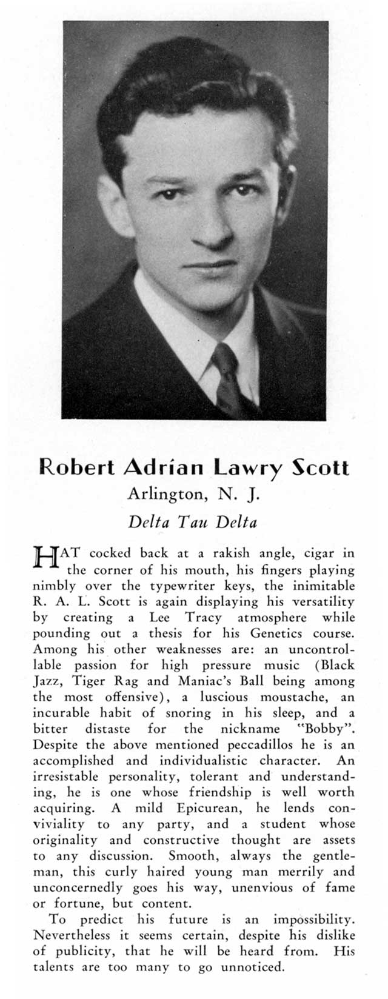 Robert Adrian Lawry Scott
Arlington, N. J.
Delta Tau Delta
HAT cocked back at a rakish angle, cigar in
the corner of his mouth, his fingers playing
nimbly over the typewriter keys, the inimitable
R. A. L. Scott is again displaying his versatility
by creating a Lee Tracy atmosphere while
pounding out a thesis for his Genetics course.
Among his other weaknesses are: an uncontrol-
lable passion for high pressure music (Black
Jazz, Tiger Rag and Maniac's Ball being among
the most offensive), a luscious moustache, an
incurable habit of snoring in his sleep, and a
bitter distaste for the nickname "Bobby".
Despite the above mentioned peccadillos he is an
accomplished and individualistic character. An
irresistable personality, tolerant and understand-
ing, he is one whose friendship is well worth
acquiring. A mild Epicurean, he lends con-
viviality to any party, and a student whose
originality and constructive thought are assets
to any discussion. Smooth, always the gentle-
man, this curly haired young man merrily and
unconcernedly goes his way, unenvious of fame
or fortune, but content.
To predict his future is an impossibility.
Nevertheless it seems certain, despite his dislike
of publicity, that he will be heard from. His
talents are too many to go unnoticed.